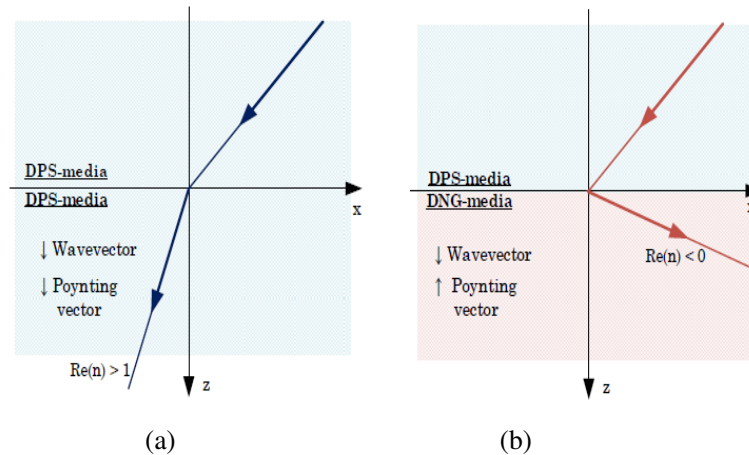 DPS-media
DPS-media
x
↓ Wavevector
↓ Poynting
vector
Re(n) > 1
z
(a)
DPS-media
DNG-media
x
↓ Wavevector
Re(n) < 0
↑ Poynting
vector
z
(b)